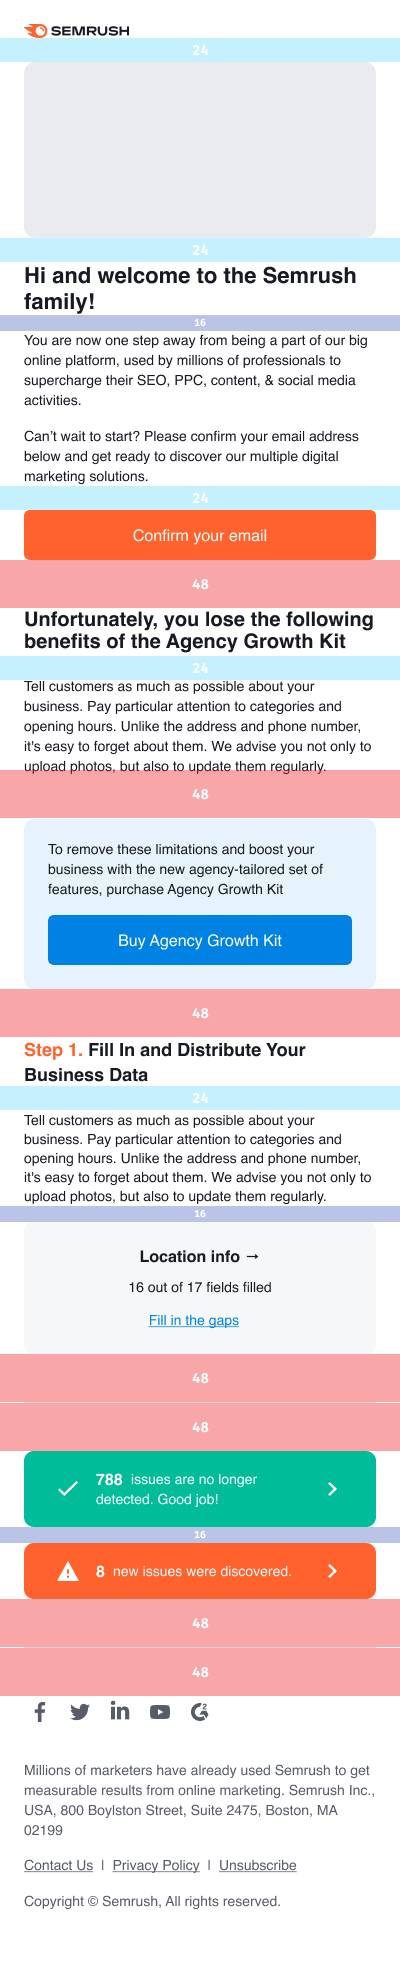 SEMRUSH
24
24
Hi and welcome to the Semrush
family!
16
You are now one step away from being a part of our big
online platform, used by millions of professionals to
supercharge their SEO, PPC, content, & social media
activities.
Can’t wait to start? Please confirm your email address
below and get ready to discover our multiple digital
marketing solutions.
24
Confirm your email
48
Unfortunately, you lose the following
benefits of the Agency Growth Kit
24
Tell customers as much as possible about your
business. Pay particular attention to categories and
opening hours. Unlike the address and phone number,
it's easy to forget about them. We advise you not only to
upload photos, but also to update them regularly.
48
To remove these limitations and boost your
business with the new agency-tailored set of
features, purchase Agency Growth Kit
Buy Agency Growth Kit
48
Step 1. Fill In and Distribute Your
Business Data
24
Tell customers as much as possible about your
business. Pay particular attention to categories and
opening hours. Unlike the address and phone number,
it's easy to forget about them. We advise you not only to
upload photos, but also to update them regularly.
16
Location info →
16 out of 17 fields filled
Fill in the gaps
48
48
788 issues are no longer
detected. Good job!
16
8 new issues were discovered.
48
48
Millions of marketers have already used Semrush to get
measurable results from online marketing. Semrush Inc.,
USA, 800 Boylston Street, Suite 2475, Boston, MA
02199
Contact Us | Privacy Policy | Unsubscribe
Copyright © Semrush, All rights reserved.